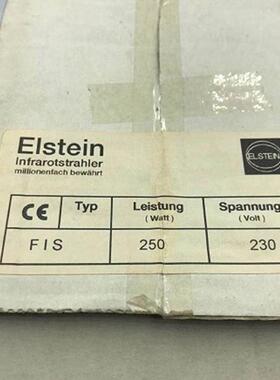 Elstein
Infrarotstrahler
millionenfach bewährt
ELSTEIN
CE Typ Leistung Spannung
(Watt) (Volt)
FIS 250 230